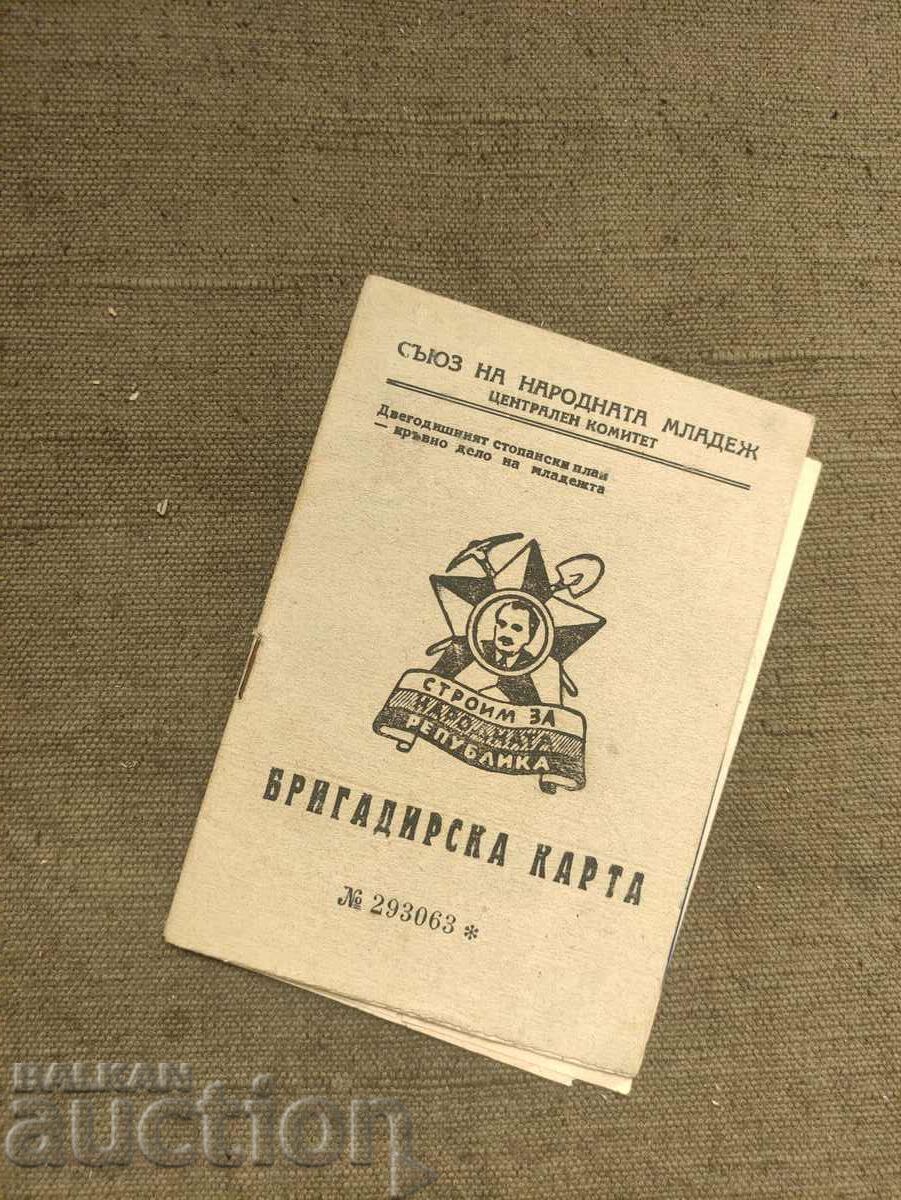 СЪЮЗ НА НАРОДНАТА МЛАДЕЖ
ЦЕНТРАЛЕН КОМИТЕТ
Двегодишният стопански план
— кръвно дело на младежта
СТРОИМ ЗА
РЕПУБЛИКА
БРИГАДИРСКА КАРТА
№ 293063 *
BALKAN
auction